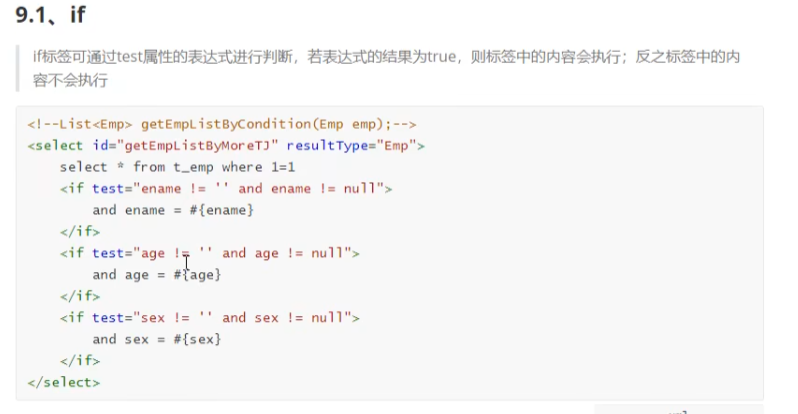 9.1、if
if标签可通过test属性的表达式进行判断，若表达式的结果为true，则标签中的内容会执行；反之标签中的内
容不会执行
<!--List<Emp> getEmpListByCondition(Emp emp);-->
<select id="getEmpListByMoreTJ" resultType="Emp">
    select * from t_emp where 1=1
    <if test="ename != '' and ename != null">
        and ename = #{ename}
    </if>
    <if test="age != '' and age != null">
        and age = #{age}
    </if>
    <if test="sex != '' and sex != null">
        and sex = #{sex}
    </if>
</select>